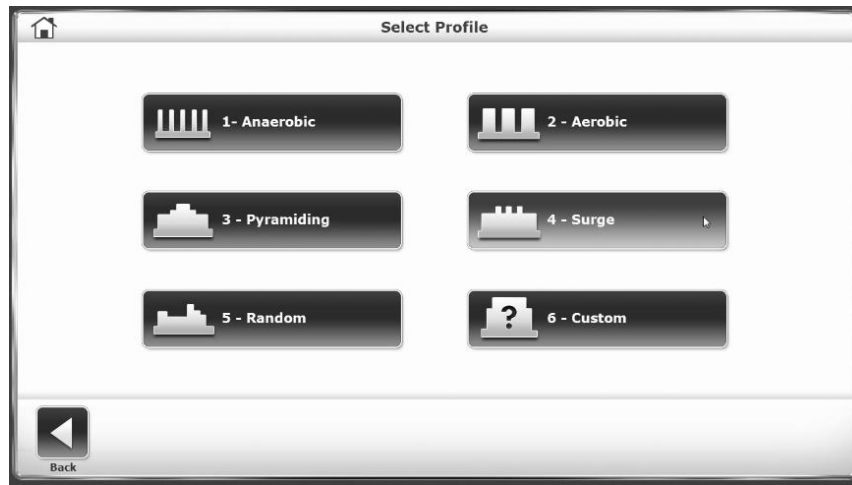 Select Profile
1- Anaerobic
2 - Aerobic
3 - Pyramiding
4 - Surge
5 - Random
? 6 - Custom
Back